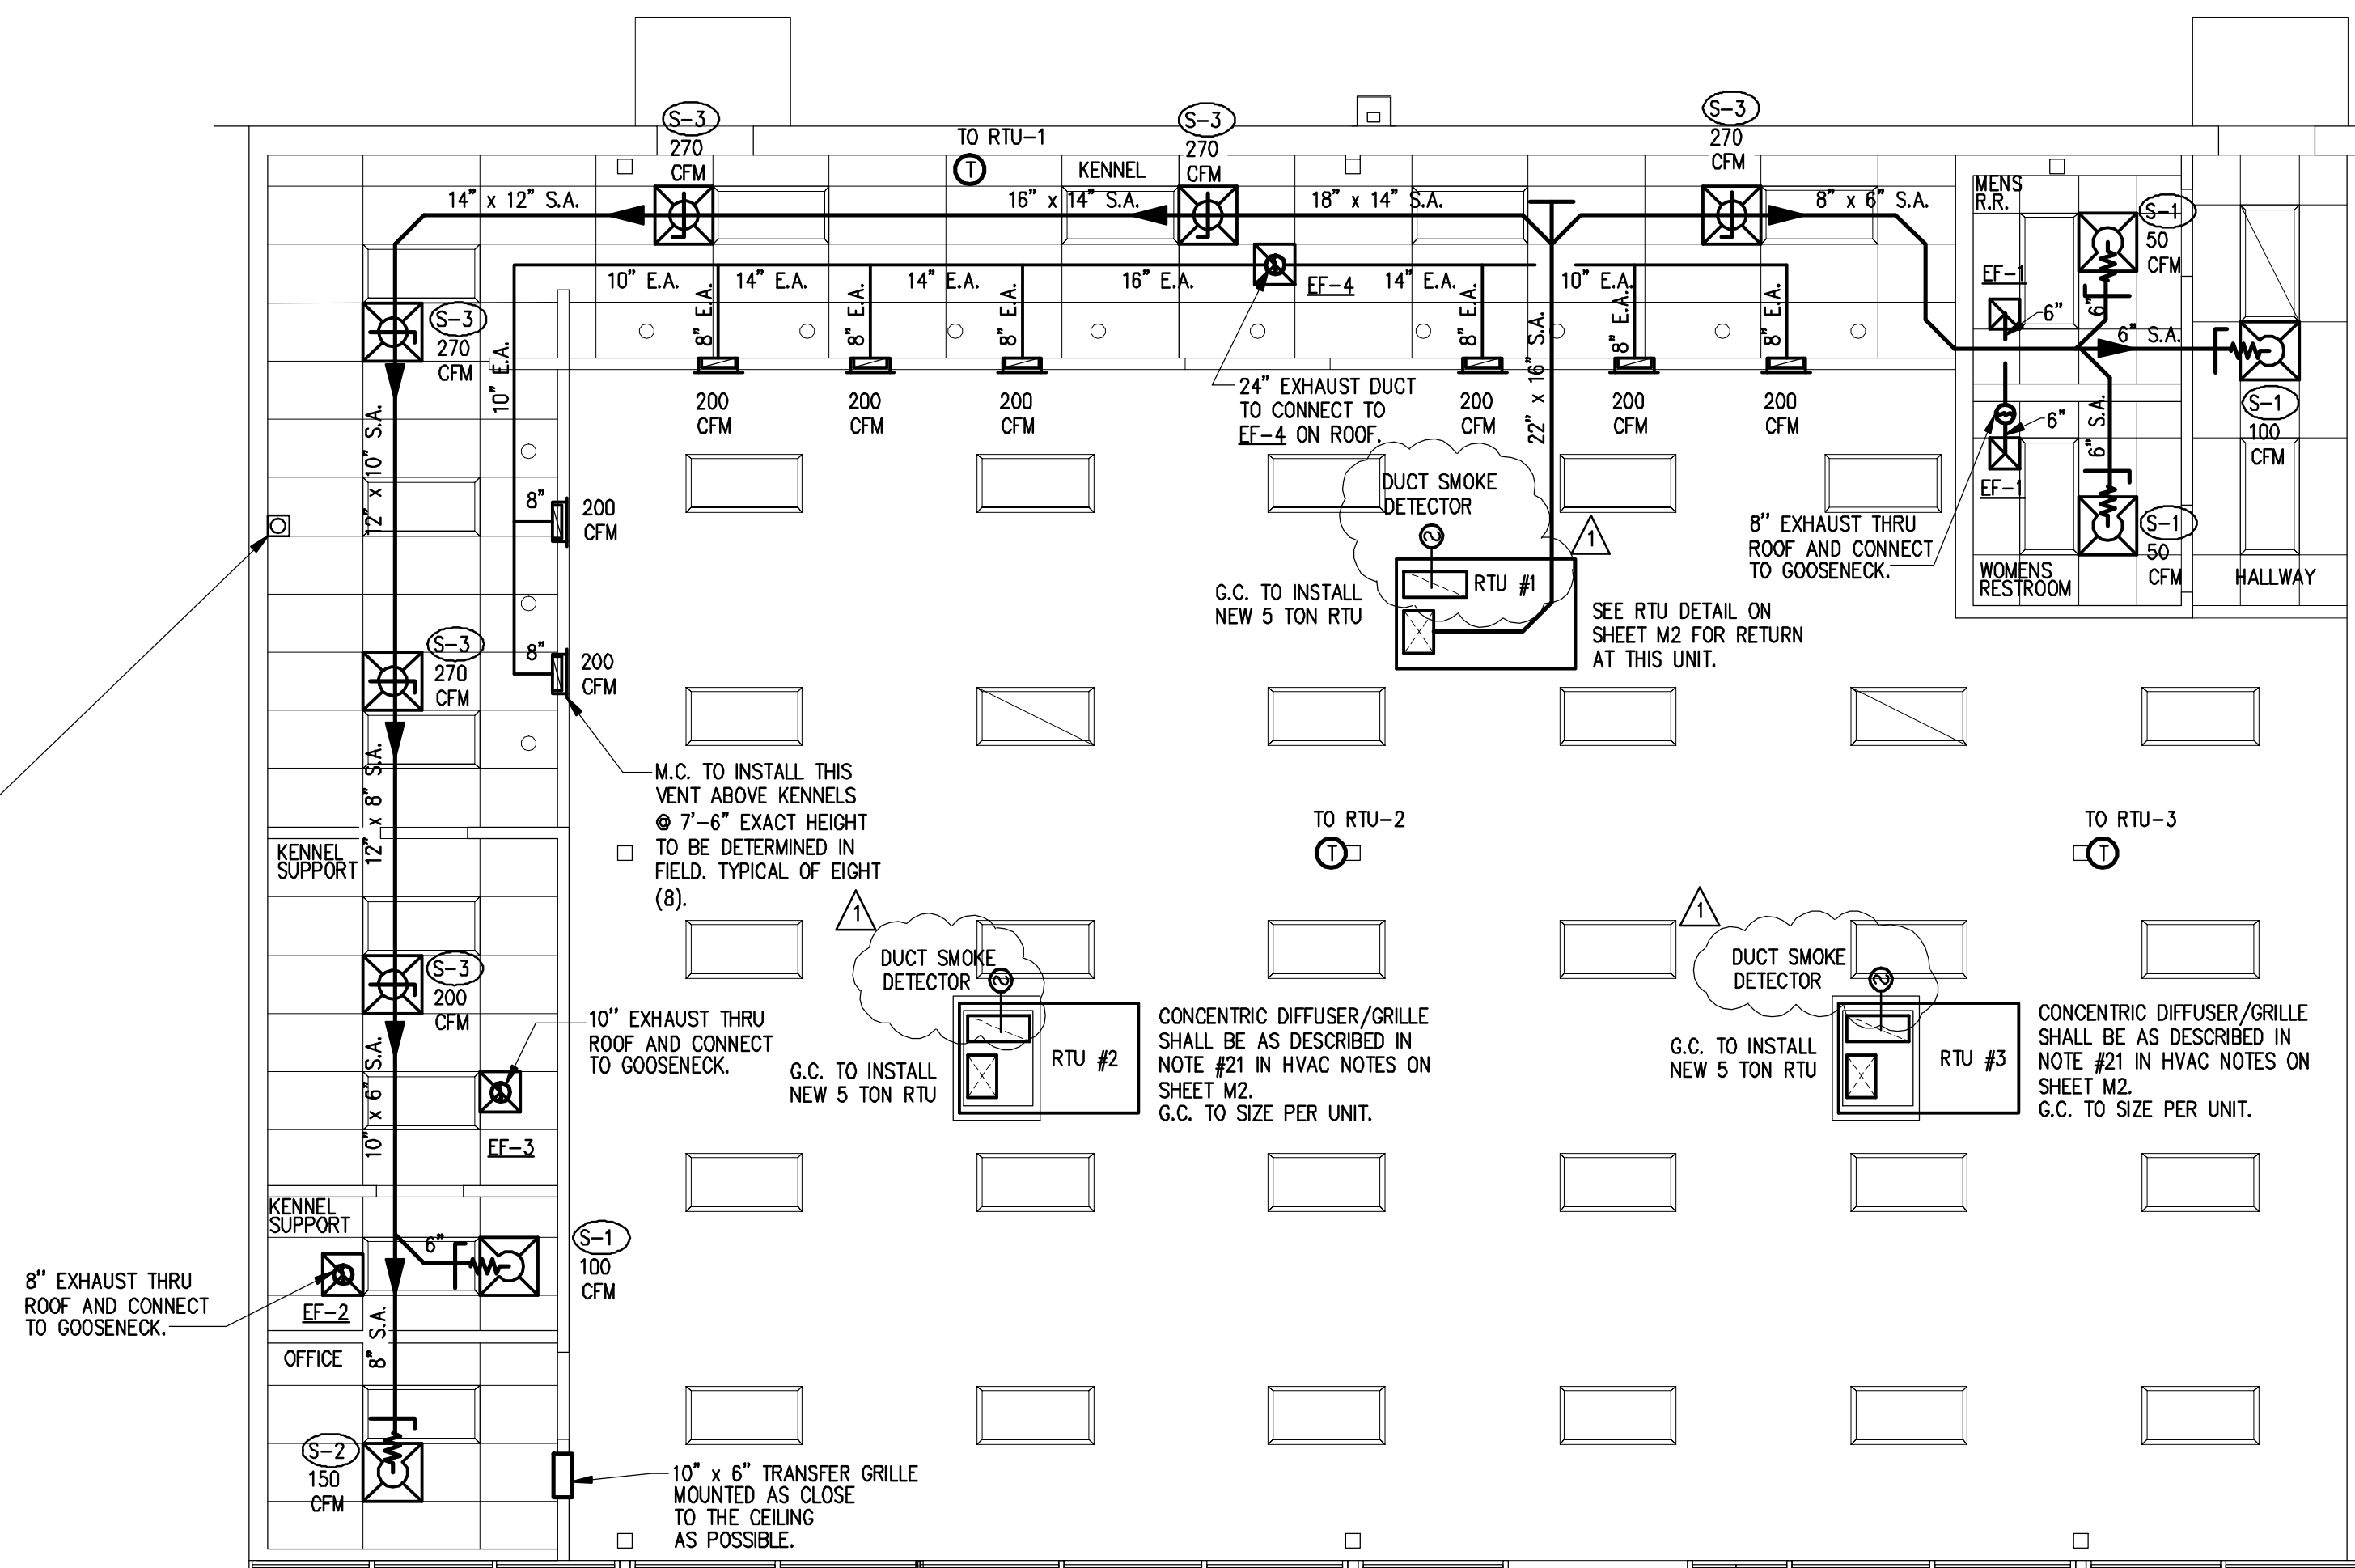 S-3
270
CFM
S-3
270
CFM
S-3
270
CFM
TO RTU-1
T
KENNEL
14" x 12" S.A.
16" x 14" S.A.
18" x 14" S.A.
8" x 6" S.A.
MENS
R.R.
S-1
50
CFM
EF-1
6"
6"
6" S.A.
10" E.A.
14" E.A.
14" E.A.
16" E.A.
EF-4
14" E.A.
10" E.A.
8" E.A.
8" E.A.
8" E.A.
8" E.A.
8" E.A.
8" E.A.
22" x 16" S.A.
S-3
270
CFM
10" E.A.
12" x 10" S.A.
200
CFM
200
CFM
200
CFM
200
CFM
200
CFM
200
CFM
24" EXHAUST DUCT
TO CONNECT TO
EF-4 ON ROOF.
6"
6" S.A.
EF-1
S-1
100
CFM
S-1
50
CFM
8" EXHAUST THRU
ROOF AND CONNECT
TO GOOSENECK.
WOMENS
RESTROOM
HALLWAY
8"
200
CFM
DUCT SMOKE
DETECTOR
1
RTU #1
G.C. TO INSTALL
NEW 5 TON RTU
SEE RTU DETAIL ON
SHEET M2 FOR RETURN
AT THIS UNIT.
S-3
270
CFM
8"
200
CFM
12" x 8" S.A.
M.C. TO INSTALL THIS
VENT ABOVE KENNELS
@ 7'-6" EXACT HEIGHT
TO BE DETERMINED IN
FIELD. TYPICAL OF EIGHT
(8).
TO RTU-2
T
TO RTU-3
T
KENNEL
SUPPORT
S-3
200
CFM
1
DUCT SMOKE
DETECTOR
RTU #2
G.C. TO INSTALL
NEW 5 TON RTU
CONCENTRIC DIFFUSER/GRILLE
SHALL BE AS DESCRIBED IN
NOTE #21 IN HVAC NOTES ON
SHEET M2.
G.C. TO SIZE PER UNIT.
1
DUCT SMOKE
DETECTOR
RTU #3
G.C. TO INSTALL
NEW 5 TON RTU
CONCENTRIC DIFFUSER/GRILLE
SHALL BE AS DESCRIBED IN
NOTE #21 IN HVAC NOTES ON
SHEET M2.
G.C. TO SIZE PER UNIT.
10" EXHAUST THRU
ROOF AND CONNECT
TO GOOSENECK.
10" x 6" S.A.
EF-3
KENNEL
SUPPORT
6"
S-1
100
CFM
8" EXHAUST THRU
ROOF AND CONNECT
TO GOOSENECK.
EF-2
8" S.A.
OFFICE
S-2
150
CFM
10" x 6" TRANSFER GRILLE
MOUNTED AS CLOSE
TO THE CEILING
AS POSSIBLE.